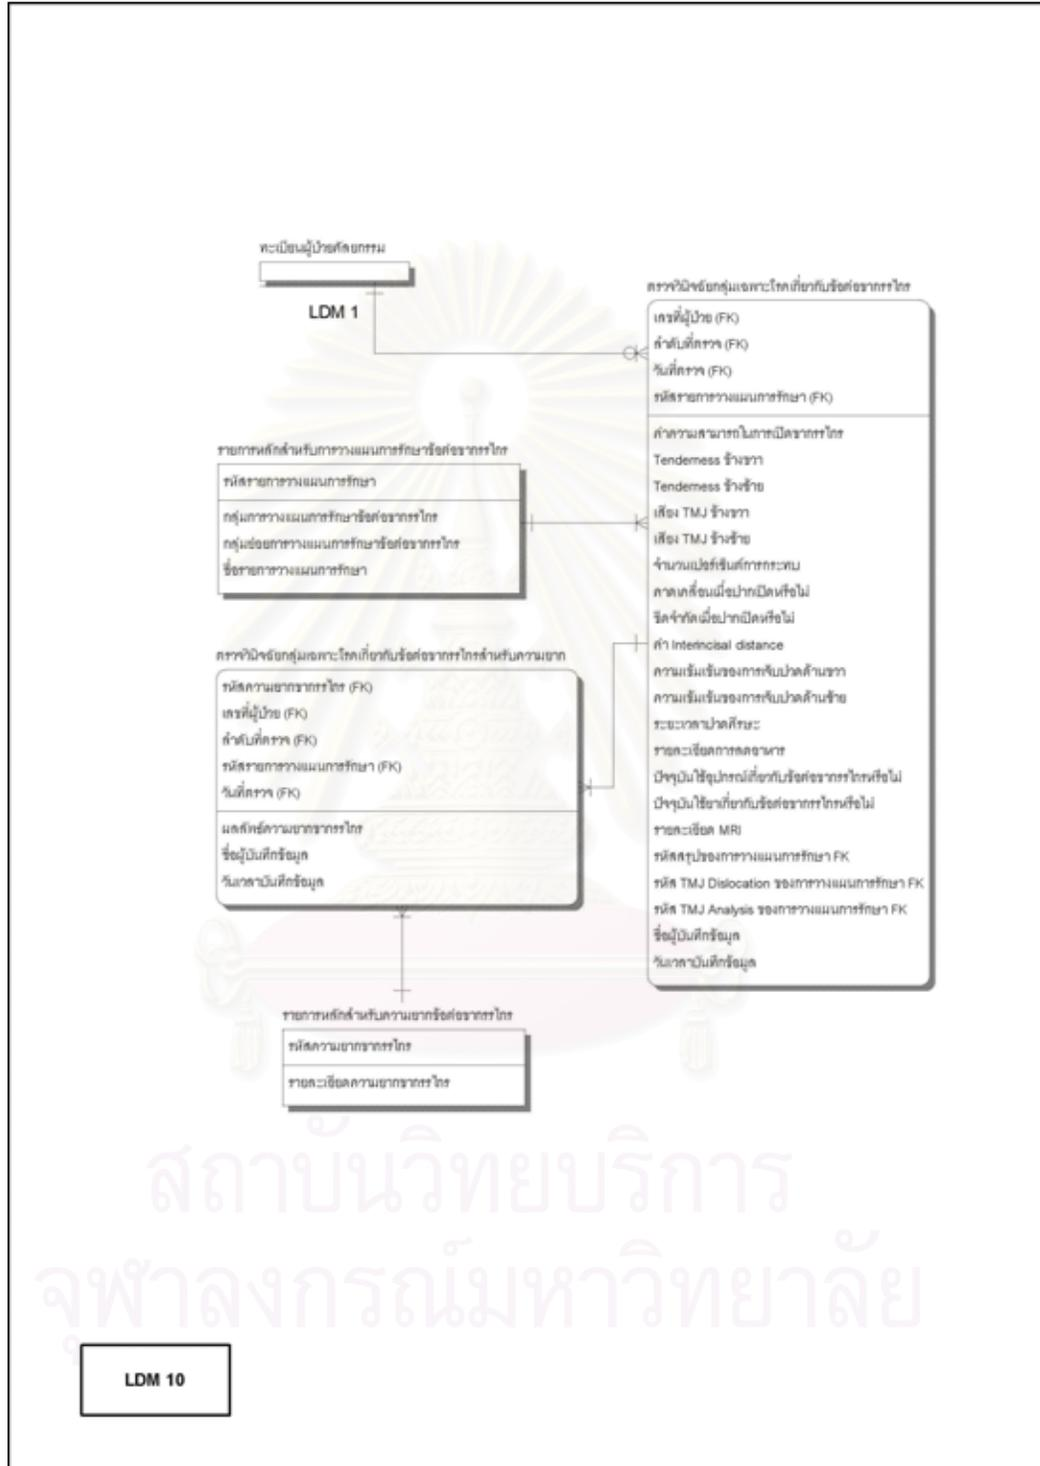 ทะเบียนผู้ป่วยทัณตกรรม
LDM 1
ตรวจวินิจฉัยกลุ่มเฉพาะโรคเกี่ยวกับข้อต่อขากรรไกร
เลขที่ผู้ป่วย (FK)
ลำดับที่ตรวจ (FK)
วันที่ตรวจ (FK)
รหัสรายการวางแผนการรักษา (FK)
ค่าความสามารถในการเปิดขากรรไกร
Tenderness ข้างขวา
Tenderness ข้างซ้าย
เสียง TMJ ข้างขวา
เสียง TMJ ข้างซ้าย
จำนวนเปอร์เซ็นต์การกระทบ
คาดเคลื่อนเมื่อปากเปิดหรือไม่
ขีดจำกัดเมื่อปากเปิดหรือไม่
ค่า Interincisal distance
ความเข้มข้นของการเจ็บปวดด้านขวา
ความเข้มข้นของการเจ็บปวดด้านซ้าย
ระยะเวลาปวดศีรษะ
รายละเอียดการลดอาหาร
ปัจจุบันใช้อุปกรณ์เกี่ยวกับข้อต่อขากรรไกรหรือไม่
ปัจจุบันใช้ยาเกี่ยวกับข้อต่อขากรรไกรหรือไม่
รายละเอียด MRI
รหัสสรุปของการวางแผนการรักษา FK
รหัส TMJ Dislocation ของการวางแผนการรักษา FK
รหัส TMJ Analysis ของการวางแผนการรักษา FK
ชื่อผู้บันทึกข้อมูล
วันเวลาบันทึกข้อมูล
รายการหลักสำหรับการวางแผนการรักษาข้อต่อขากรรไกร
รหัสรายการวางแผนการรักษา
กลุ่มการวางแผนการรักษาข้อต่อขากรรไกร
กลุ่มย่อยการวางแผนการรักษาข้อต่อขากรรไกร
ชื่อรายการวางแผนการรักษา
ตรวจวินิจฉัยกลุ่มเฉพาะโรคเกี่ยวกับข้อต่อขากรรไกรสำหรับความยาก
รหัสความยากขากรรไกร (FK)
เลขที่ผู้ป่วย (FK)
ลำดับที่ตรวจ (FK)
รหัสรายการวางแผนการรักษา (FK)
วันที่ตรวจ (FK)
ผลลัพธ์ความยากขากรรไกร
ชื่อผู้บันทึกข้อมูล
วันเวลาบันทึกข้อมูล
รายการหลักสำหรับความยากข้อต่อขากรรไกร
รหัสความยากขากรรไกร
รายละเอียดความยากขากรรไกร
สถาบันวิทยบริการ
จุฬาลงกรณ์มหาวิทยาลัย
LDM 10